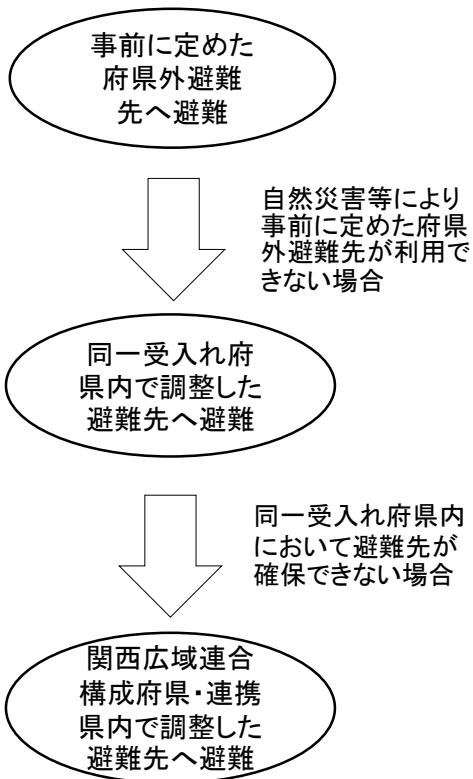 事前に定めた
府県外避難
先へ避難
自然災害等により
事前に定めた府県
外避難先が利用で
きない場合
同一受入れ府
県内で調整した
避難先へ避難
同一受入れ府県内
において避難先が
確保できない場合
関西広域連合
構成府県・連携
県内で調整した
避難先へ避難